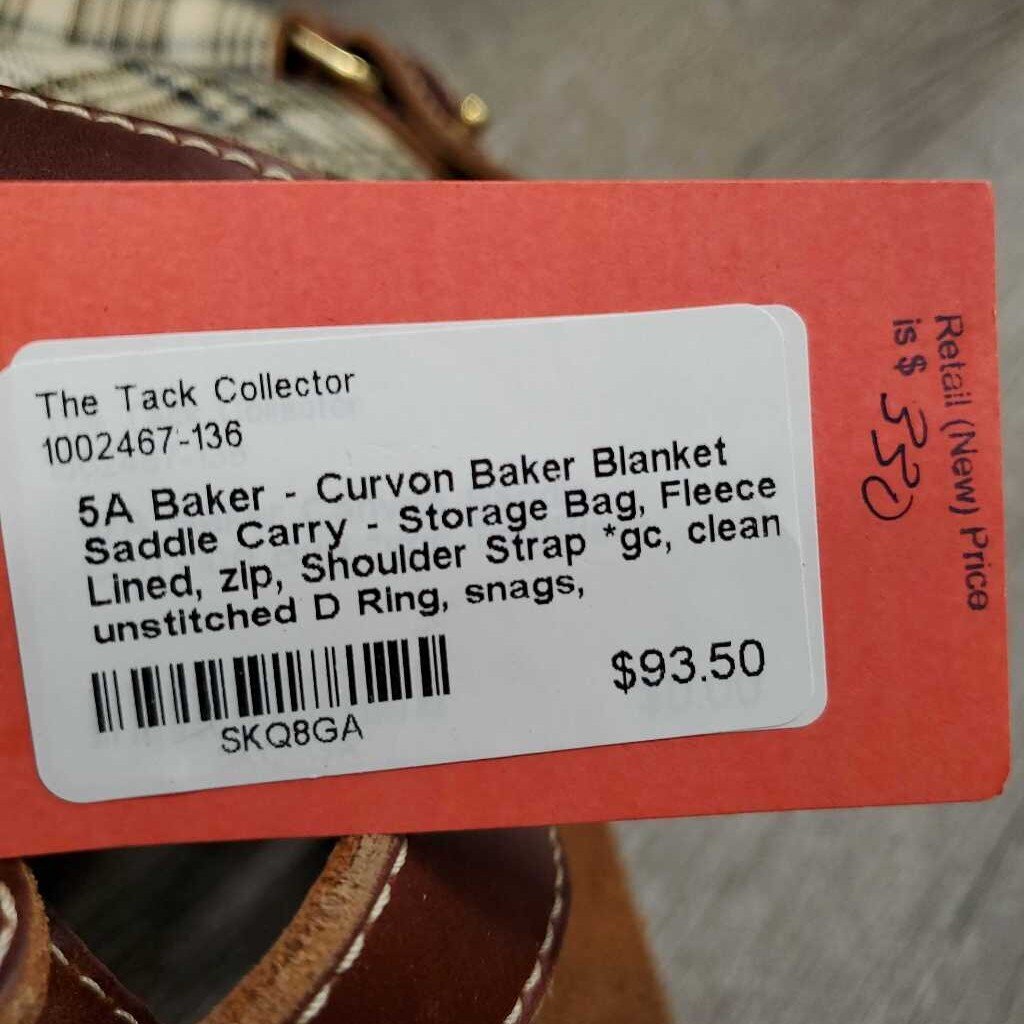 The Tack Collector
1002467-136
5A Baker - Curvon Baker Blanket
Saddle Carry - Storage Bag, Fleece
Lined, zip, Shoulder Strap *gc, clean
unstitched D Ring, snags,
$93.50
SKQ8GA
Retail (New) Price
is $ 350